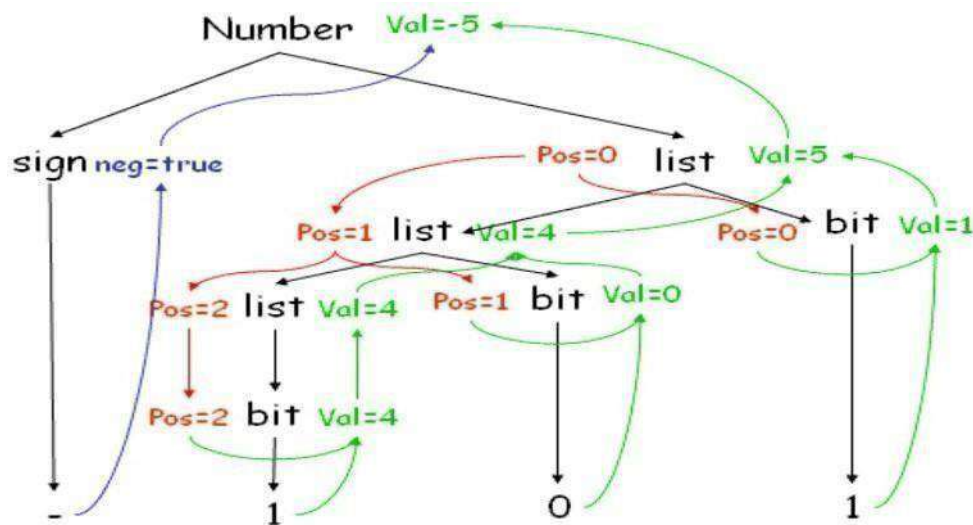 Number Val=-5
sign neg=true Pos=0 list Val=5
Pos=1 list Val=4 Pos=0 bit Val=1
Pos=2 list Val=4 Pos=1 bit Val=0
Pos=2 bit Val=4
- 1 0 1